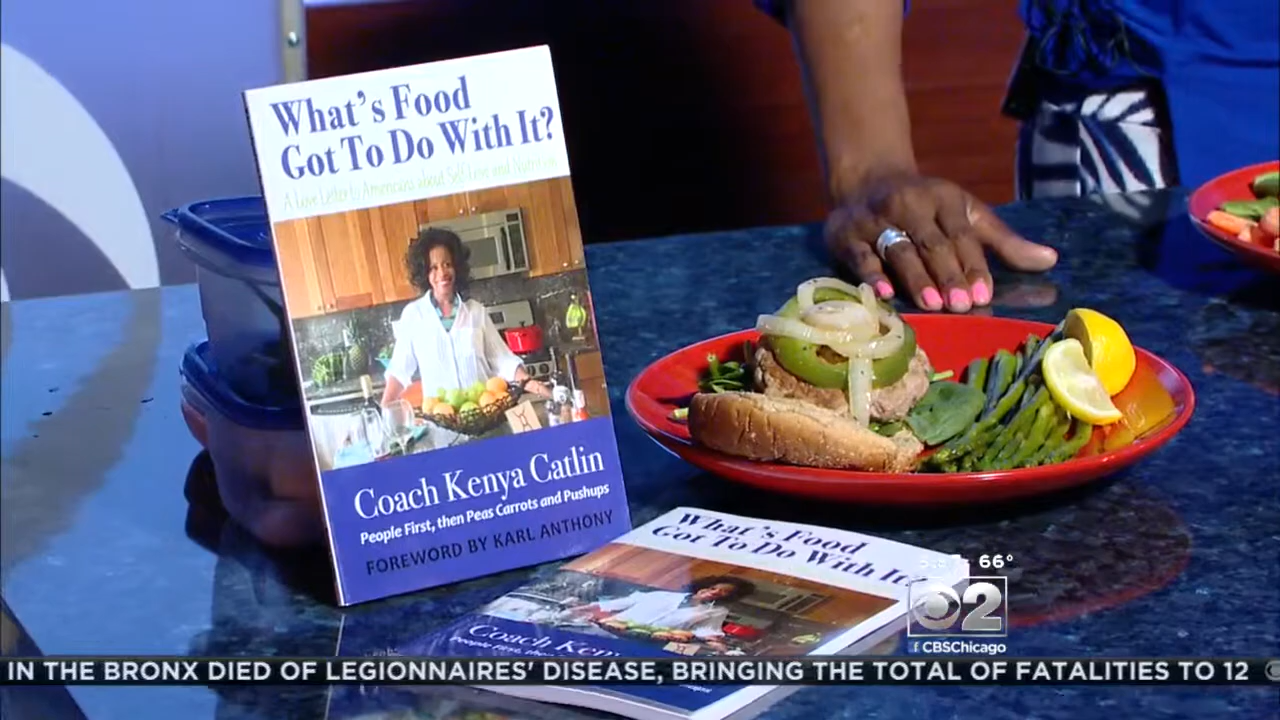 What's Food
Got To Do With It?
A Love Letter to Americans about Self-Love and Nutrition
Coach Kenya Catlin
People First, then Peas Carrots and Pushups
FOREWORD BY KARL ANTHONY
What's Food
Got To Do With It?
Coach Ken
66°
2
CBSChicago
IN THE BRONX DIED OF LEGIONNAIRES' DISEASE, BRINGING THE TOTAL OF FATALITIES TO 12